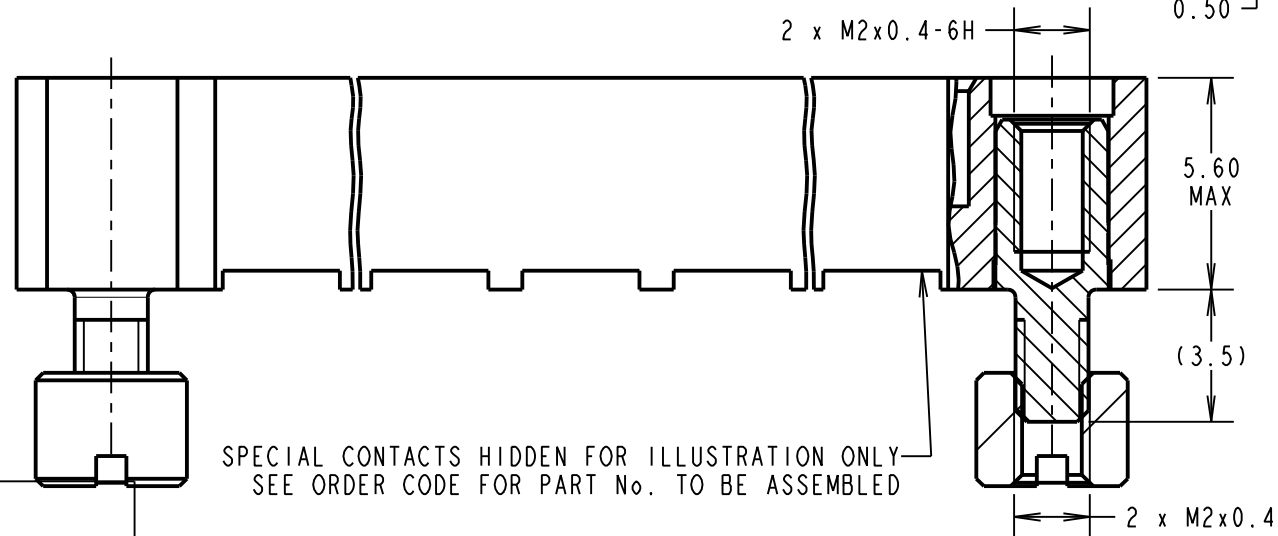 0.50
2 x M2x0.4-6H
5.60
MAX
(3.5)
SPECIAL CONTACTS HIDDEN FOR ILLUSTRATION ONLY
SEE ORDER CODE FOR PART No. TO BE ASSEMBLED
2 x M2x0.4